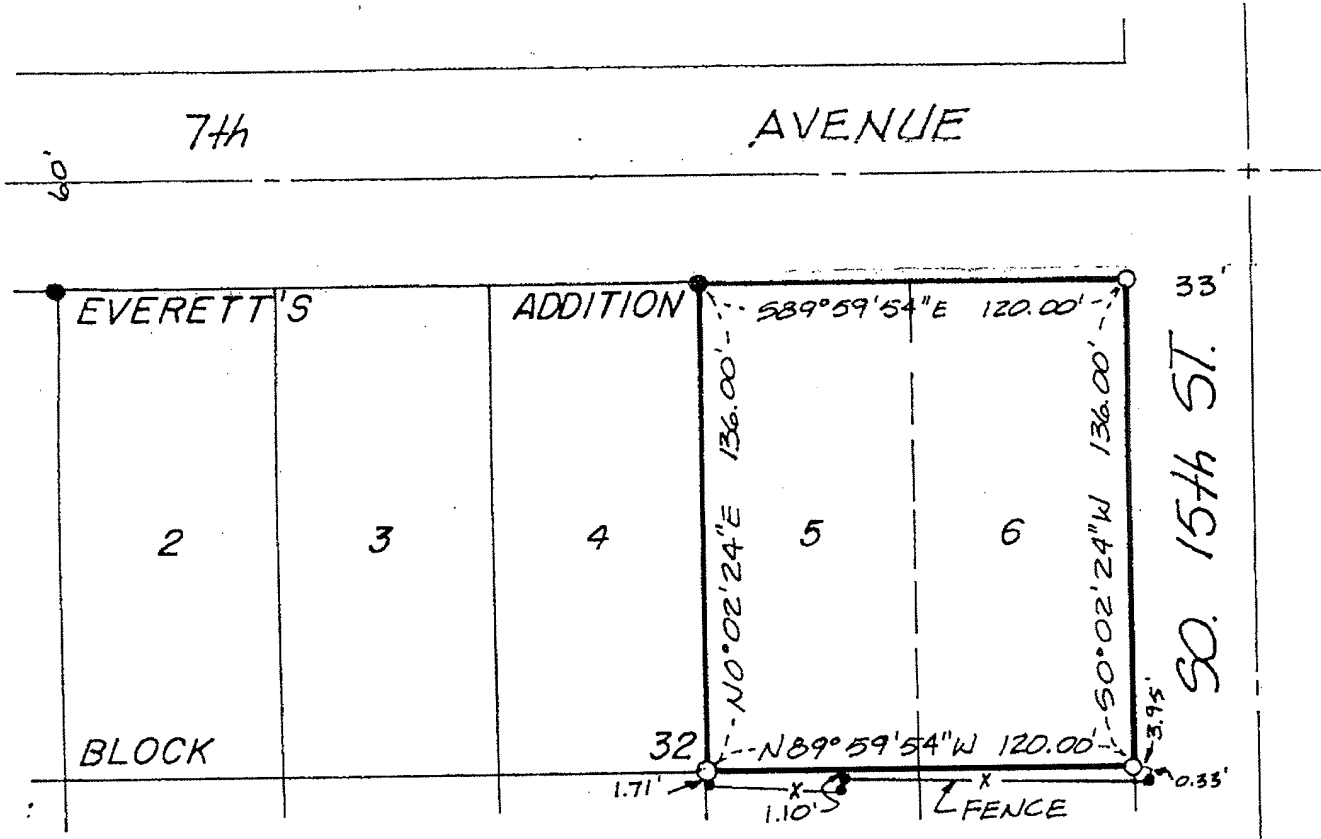 7th AVENUE
60'
EVERETT'S ADDITION
S89°59'54"E 120.00'
33'
N0°02'24"E 136.00'
S0°02'24"W 136.00'
SO. 15th ST.
2 3 4 5 6
BLOCK 32
N89°59'54"W 120.00'
3.95'
0.33'
1.71'
X
1.10'
X
FENCE